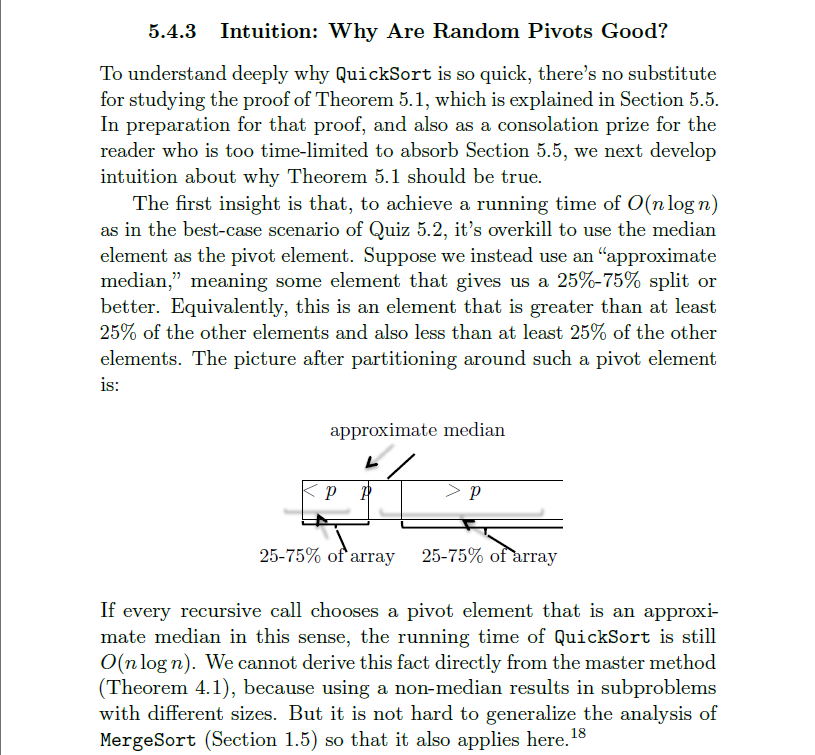 5.4.3 Intuition: Why Are Random Pivots Good?
To understand deeply why QuickSort is so quick, there's no substitute
for studying the proof of Theorem 5.1, which is explained in Section 5.5.
In preparation for that proof, and also as a consolation prize for the
reader who is too time-limited to absorb Section 5.5, we next develop
intuition about why Theorem 5.1 should be true.
The first insight is that, to achieve a running time of O(n log n)
as in the best-case scenario of Quiz 5.2, it's overkill to use the median
element as the pivot element. Suppose we instead use an “approximate
median,” meaning some element that gives us a 25%-75% split or
better. Equivalently, this is an element that is greater than at least
25% of the other elements and also less than at least 25% of the other
elements. The picture after partitioning around such a pivot element
is:
approximate median
< p p > p
25-75% of array 25-75% of array
If every recursive call chooses a pivot element that is an approxi-
mate median in this sense, the running time of QuickSort is still
O(n log n). We cannot derive this fact directly from the master method
(Theorem 4.1), because using a non-median results in subproblems
with different sizes. But it is not hard to generalize the analysis of
MergeSort (Section 1.5) so that it also applies here.18